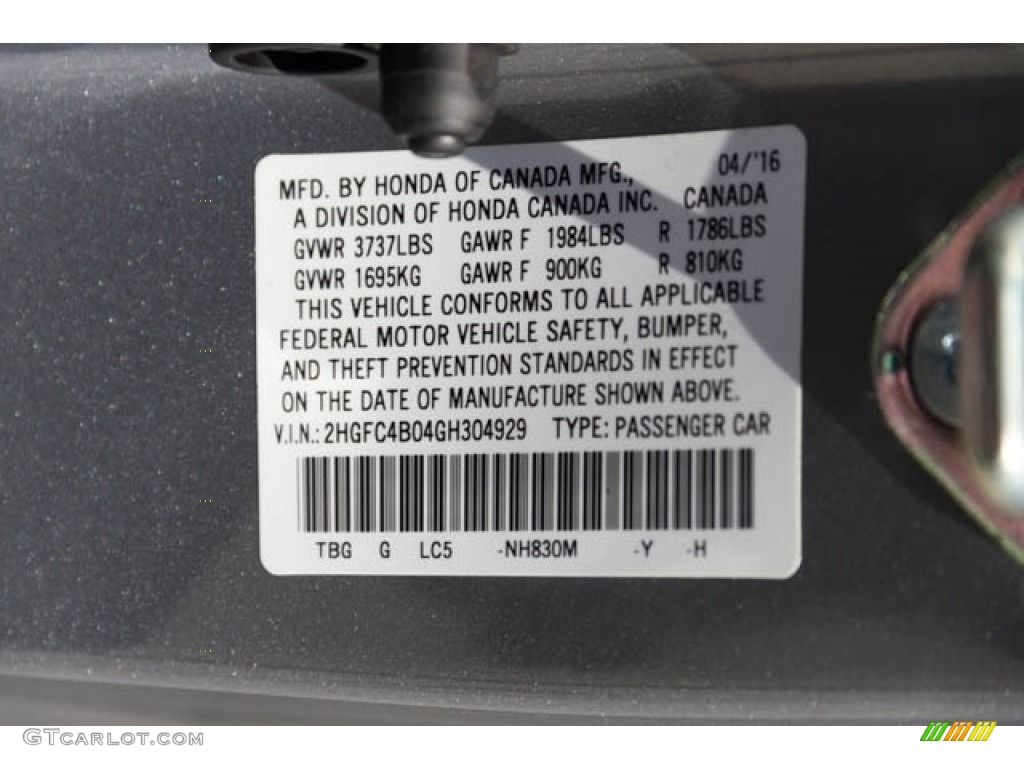 04/'16
MFD. BY HONDA OF CANADA MFG.,
A DIVISION OF HONDA CANADA INC. CANADA
GVWR 3737LBS GAWR F 1984LBS R 1786LBS
GVWR 1695KG GAWR F 900KG R 810KG
THIS VEHICLE CONFORMS TO ALL APPLICABLE
FEDERAL MOTOR VEHICLE SAFETY, BUMPER,
AND THEFT PREVENTION STANDARDS IN EFFECT
ON THE DATE OF MANUFACTURE SHOWN ABOVE.
V.I.N.: 2HGFC4B04GH304929 TYPE: PASSENGER CAR
TBG G LC5 -NH830M -Y -H
GTCARLOT.COM